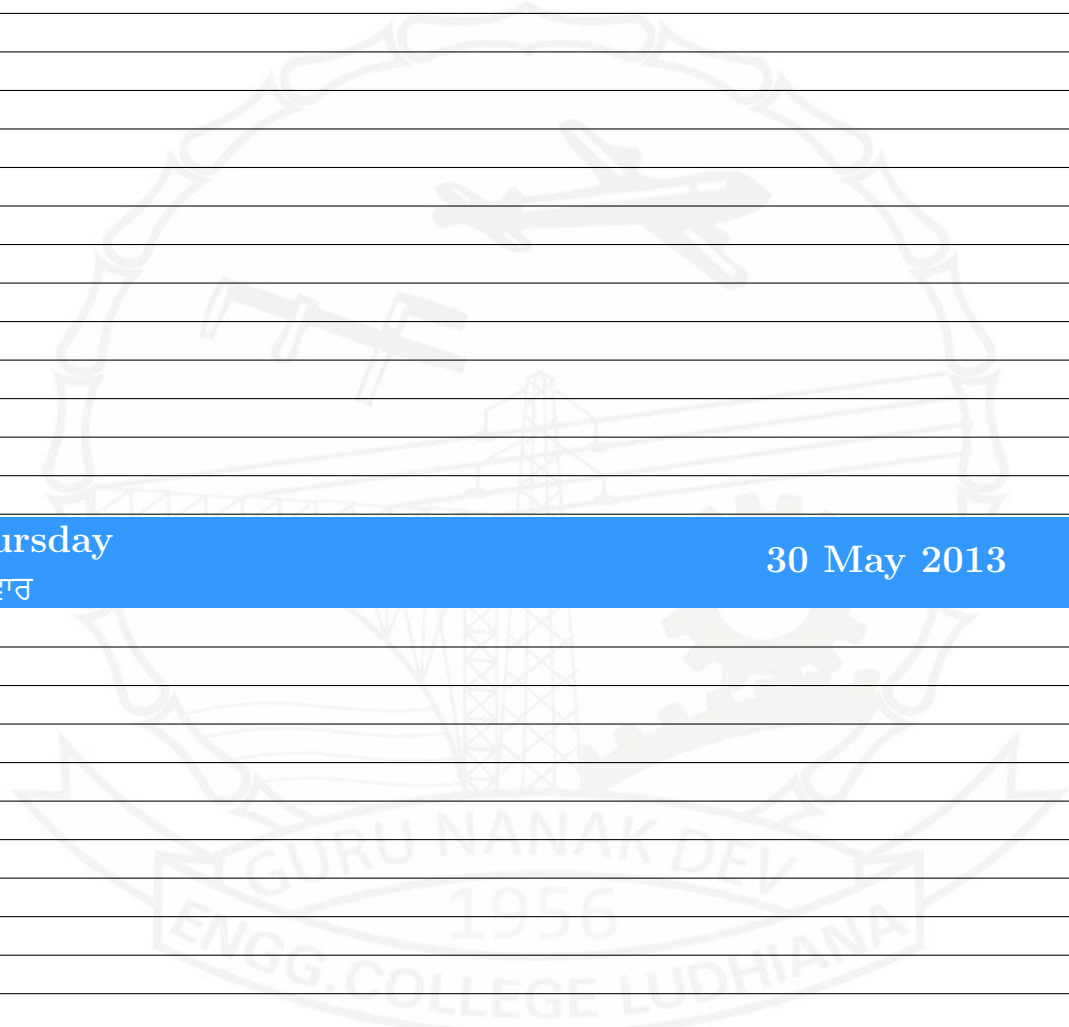 ursday
30 May 2013
ਵਾਰ
GURU NANAK DEV
1956
ENGG. COLLEGE LUDHIANA